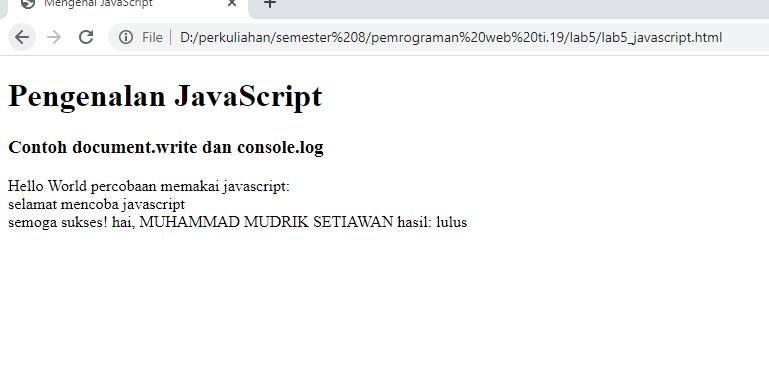 Mengenal JavaScript
File D:/perkuliahan/semester%208/pemrograman%20web%20ti.19/lab5/lab5_javascript.html
Pengenalan JavaScript
Contoh document.write dan console.log
Hello World percobaan memakai javascript:
selamat mencoba javascript
semoga sukses! hai, MUHAMMAD MUDRIK SETIAWAN hasil: lulus